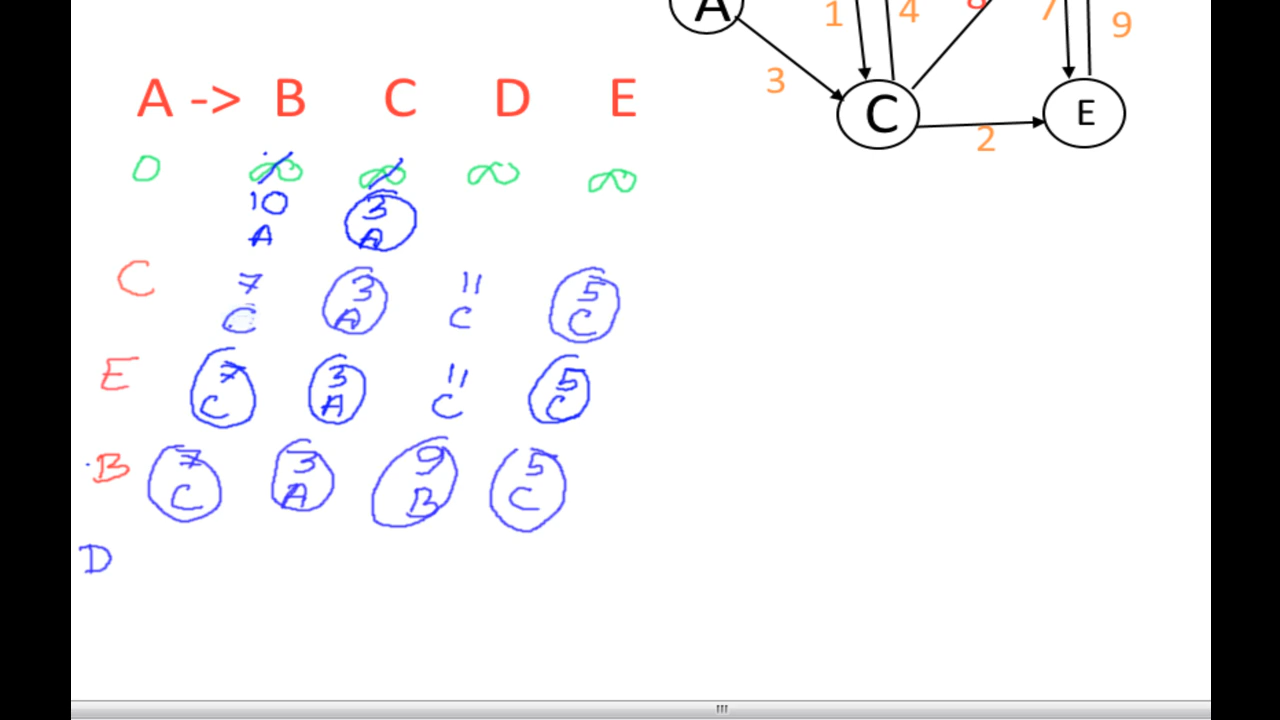 A
1
4
8
7
9
3
C
E
2
A -> B C D E
0 ∞ ∞ ∞ ∞
10 3
A A
C 7 3 11 5
C A C C
E 7 3 11 5
C A C C
B 7 3 9 5
C A B C
D